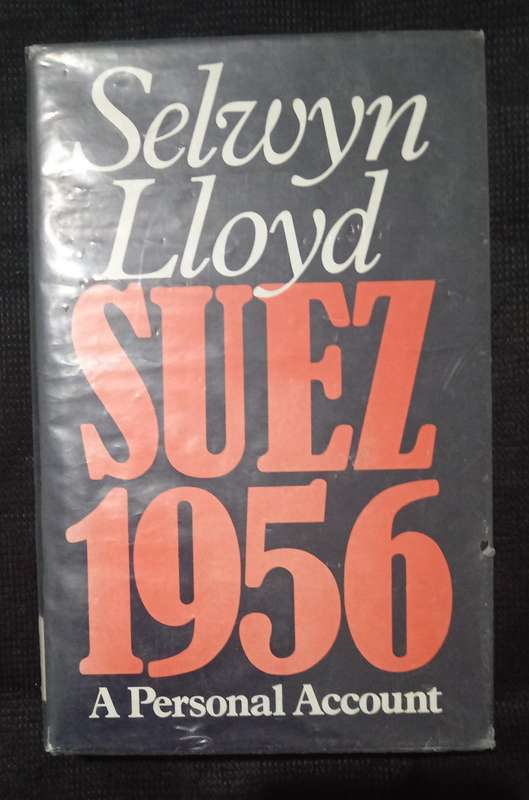 Selwyn
Lloyd
SUEZ
1956
A Personal Account